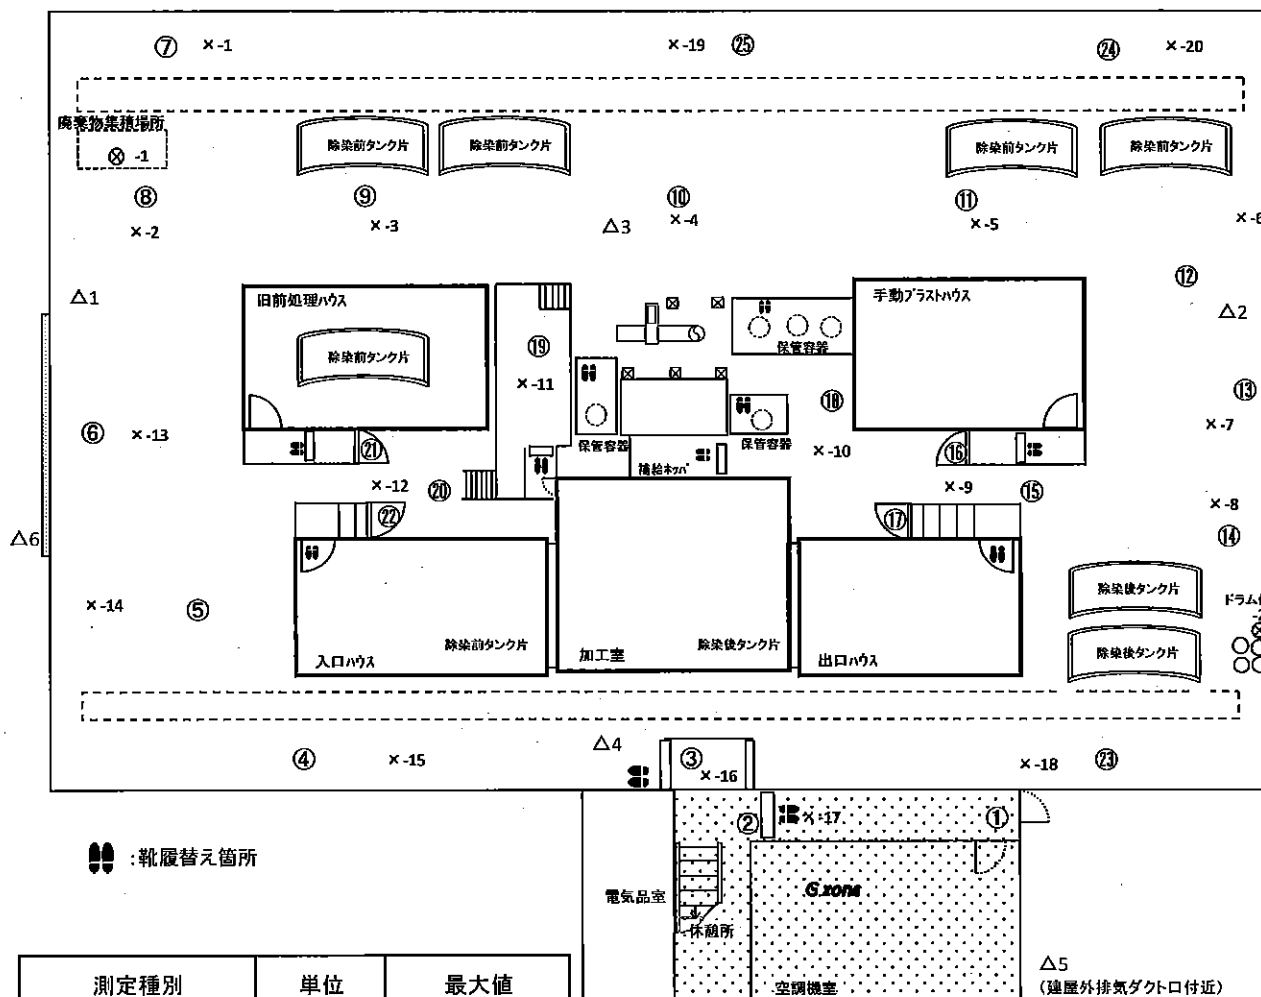 ⑦ ×-1 ×-19 ㉕ ㉔ ×-20
廃棄物集積場所
⊗ -1
除染前タンク片 除染前タンク片 除染前タンク片 除染前タンク片
⑧ ⑨ ⑩ ⑪
×-2 ×-3 △3 ×-4 ×-5 ×-6
⑫
△1 旧前処理ハウス 手動ブラストハウス △2
除染前タンク片 ⑲ 保管容器
×-11 ⑬
⑱
⑥ ×-13 ×-7
㉑ 保管容器 保管容器 ×-10 ⑯
補給ホッパ
×-12 ⑳ ×-9 ⑮
×-8
㉒ ⑰
△6 ⑭
除染後タンク片
×-14 ⑤ ドラム
除染前タンク片 除染後タンク片 除染後タンク片
入口ハウス 加工室 出口ハウス
④ ×-15 △4 ③ ×-16 ×-18 ㉓
② ×-17 ①
:靴履替え箇所
電気品室 G.zone
休憩所
測定種別 単位 最大値
空調機室
△5
(建屋外排気ダクト口付近)